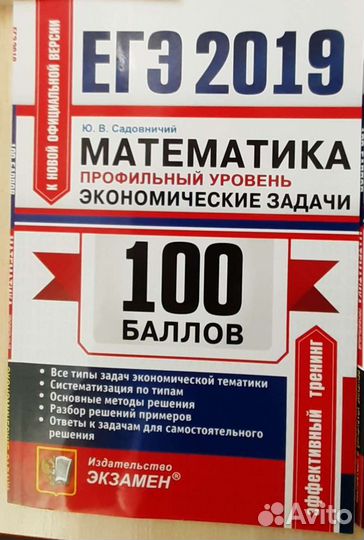 К НОВОЙ ОФИЦИАЛЬНОЙ ВЕРСИИ
ЕГЭ 2019
Ю. В. Садовничий
МАТЕМАТИКА
ПРОФИЛЬНЫЙ УРОВЕНЬ
ЭКОНОМИЧЕСКИЕ ЗАДАЧИ
100
БАЛЛОВ
• Все типы задач экономической тематики
• Систематизация по типам
• Основные методы решения
• Разбор решений примеров
• Ответы к задачам для самостоятельного
решения
Издательство
ЭКЗАМЕН®
эффективный тренинг
Avito